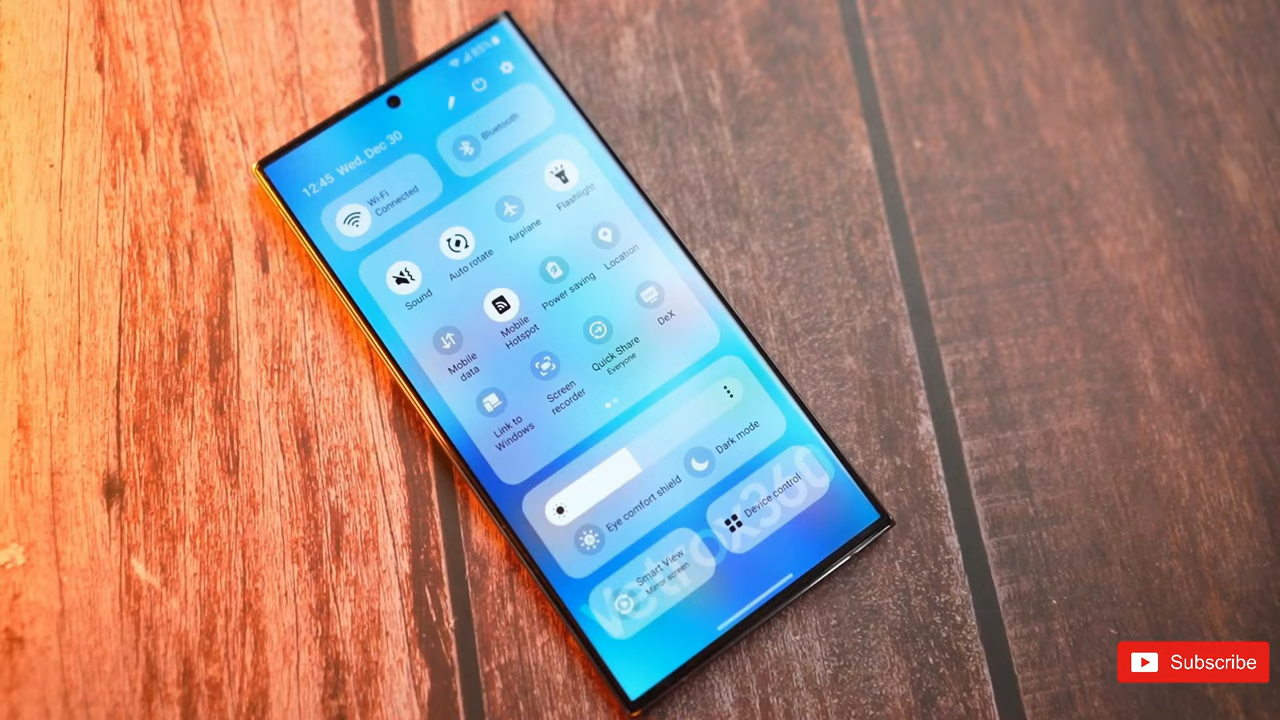 85%
12:45 Wed, Dec 30
Wi-Fi
Connected
Bluetooth
Sound
Auto rotate
Airplane
Flashlight
Mobile
data
Mobile
Hotspot
Power saving
Location
Link to
Windows
Screen
recorder
Quick Share
Everyone
DeX
Eye comfort shield
Dark mode
Smart View
Mirror screen
Device control
vetrox360
Subscribe